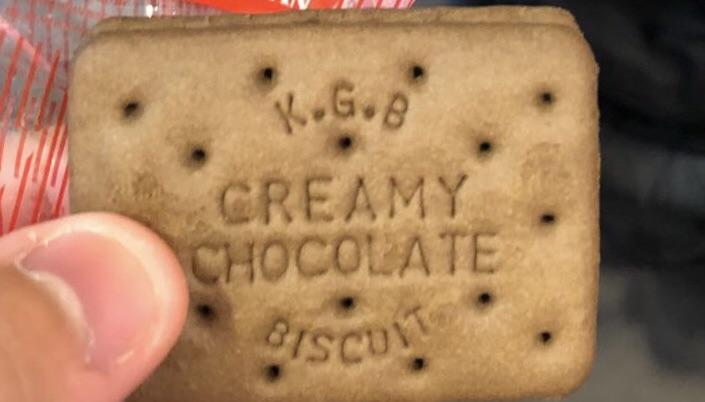 K.G.B
CREAMY
CHOCOLATE
BISCUIT